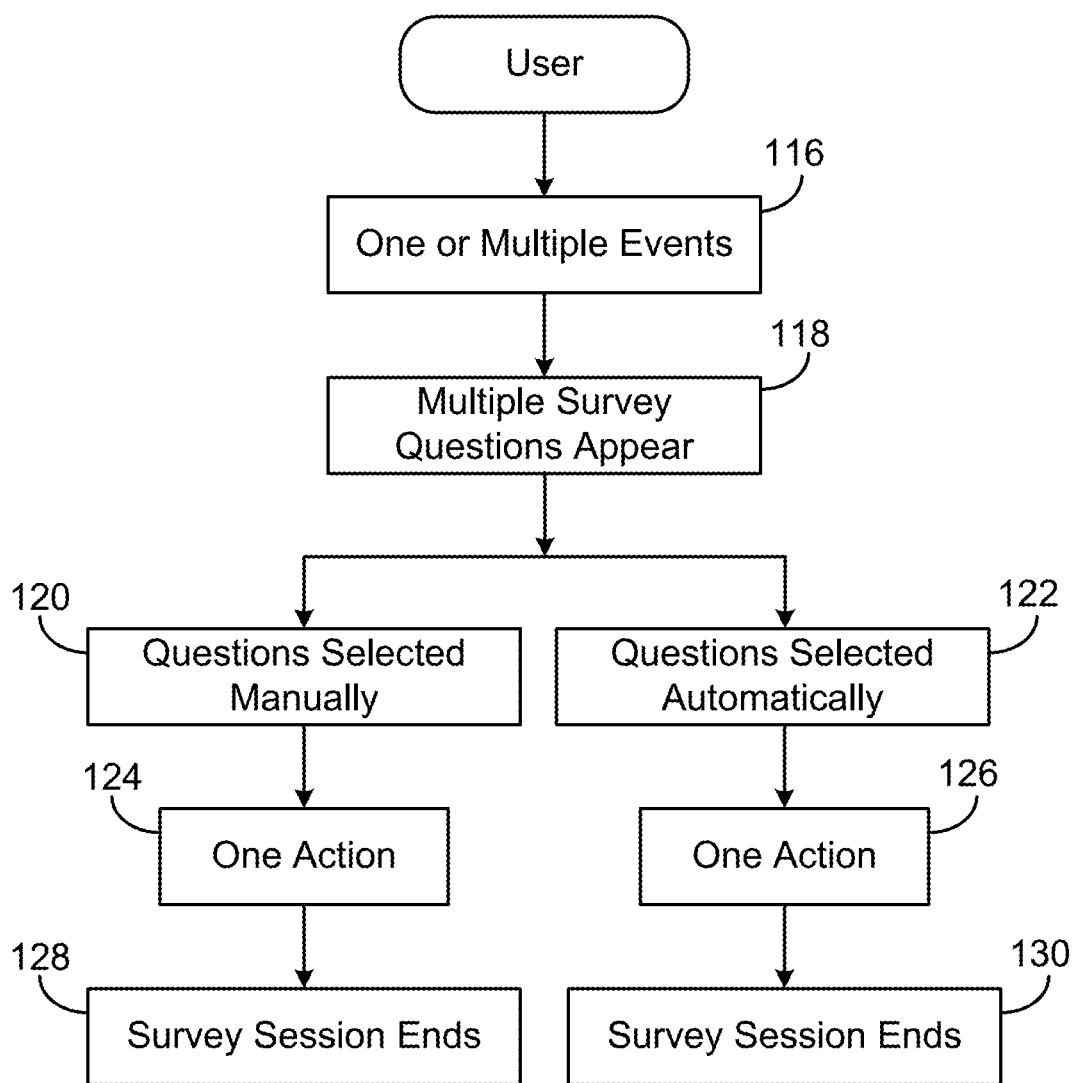 User
116
One or Multiple Events
118
Multiple Survey
Questions Appear
120
122
Questions Selected
Manually
Questions Selected
Automatically
124
126
One Action
One Action
128
130
Survey Session Ends
Survey Session Ends